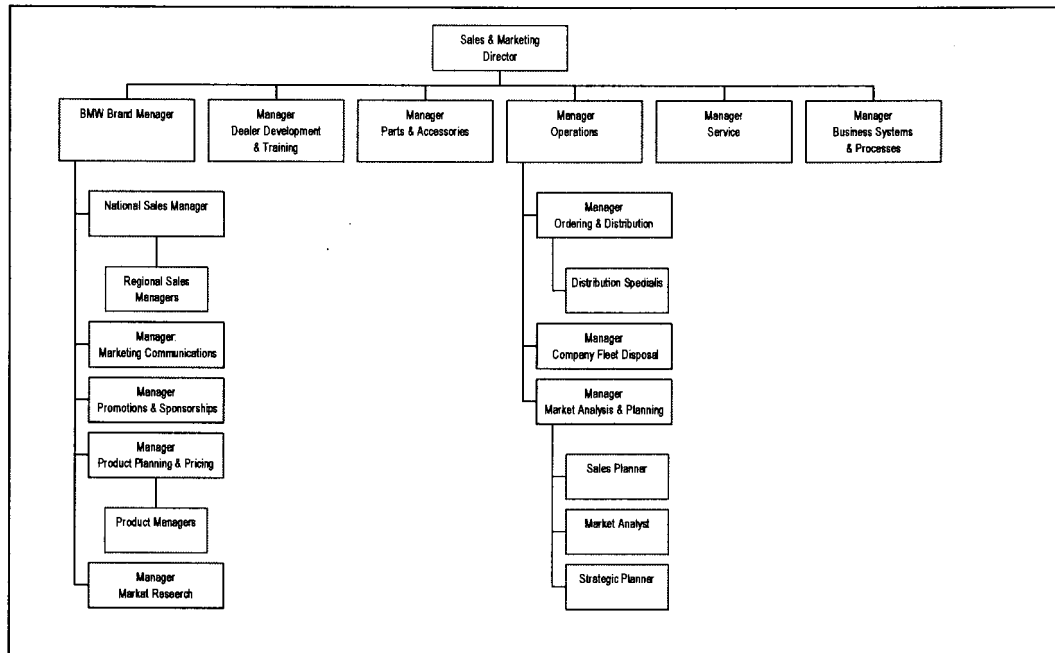 Sales & Marketing
Director
BMW Brand Manager
Manager
Dealer Development
& Training
Manager
Parts & Accessories
Manager
Operations
Manager
Service
Manager
Business Systems
& Processes
National Sales Manager
Regional Sales
Managers
Manager
Marketing Communications
Manager
Promotions & Sponsorships
Manager
Product Planning & Pricing
Product Managers
Manager
Market Research
Manager
Ordering & Distribution
Distribution Specialis
Manager
Company Fleet Disposal
Manager
Market Analysis & Planning
Sales Planner
Market Analyst
Strategic Planner